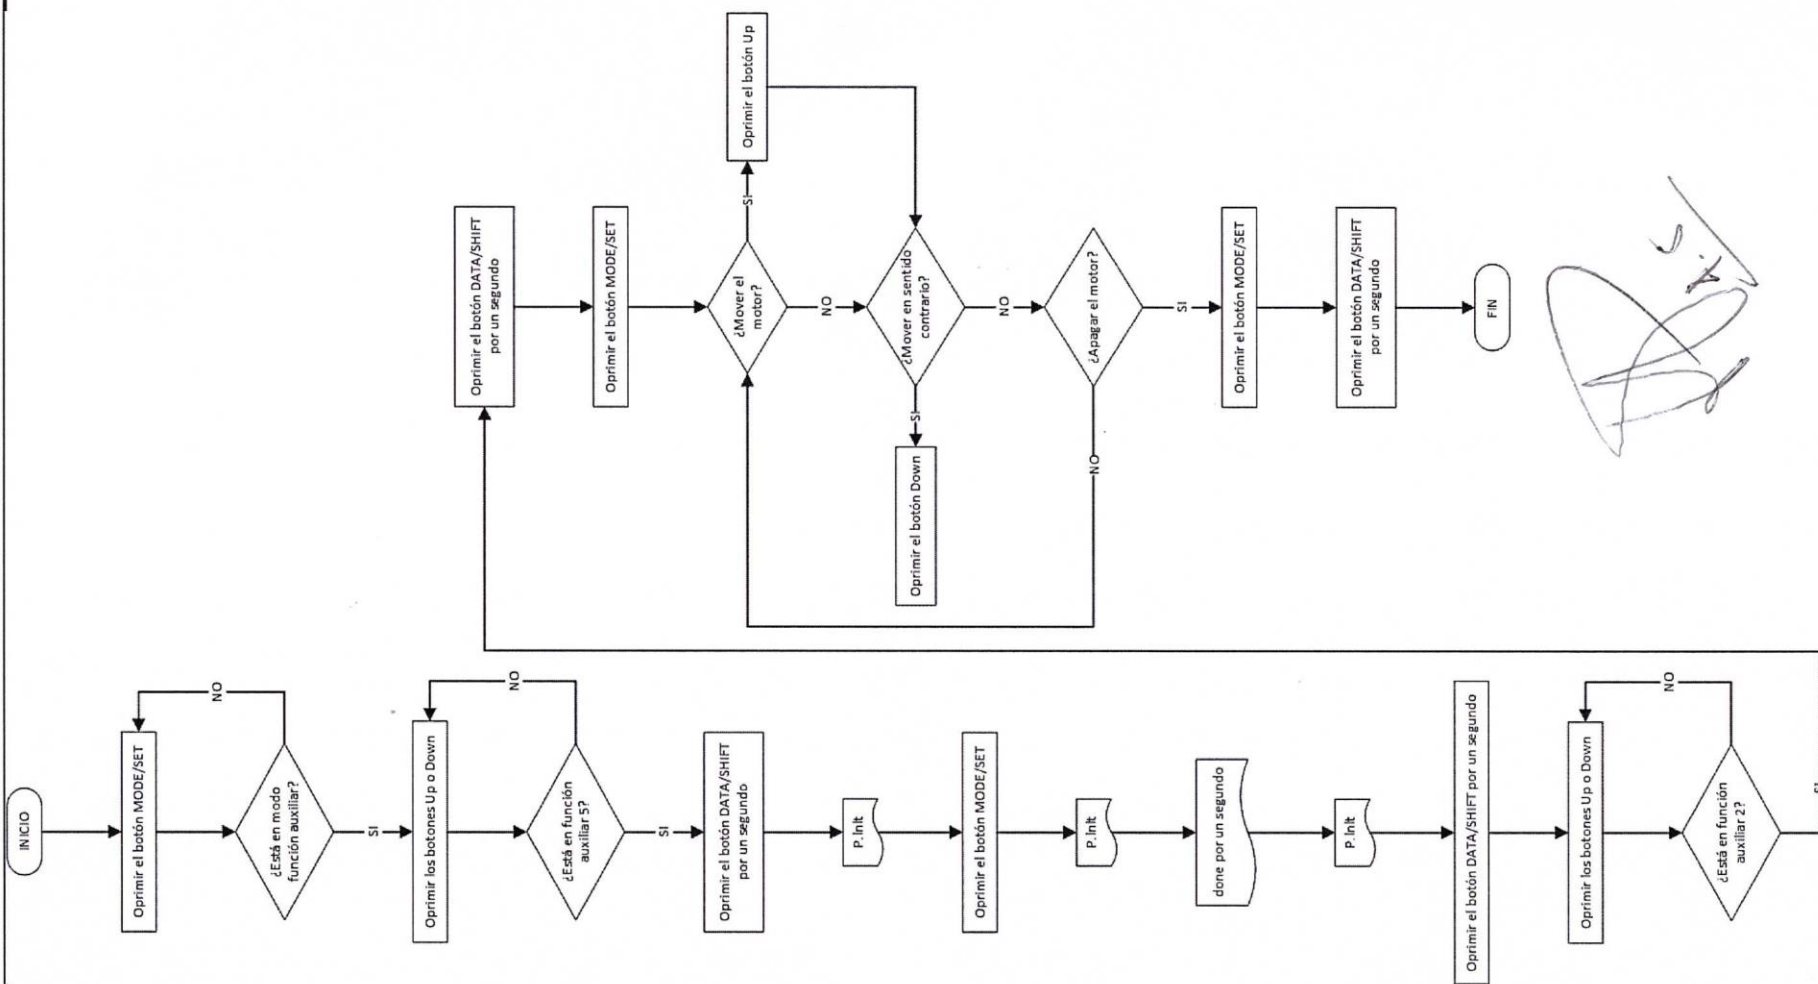 INICIO
Oprimir el botón MODE/SET
¿Está en modo
función auxiliar?
NO
SI
Oprimir los botones Up o Down
¿Está en función
auxiliar 5?
NO
SI
Oprimir el botón DATA/SHIFT
por un segundo
P.Init
Oprimir el botón MODE/SET
P.Init
done por un segundo
P.Init
Oprimir el botón DATA/SHIFT por un segundo
Oprimir los botones Up o Down
¿Está en función
auxiliar 2?
NO
SI
Oprimir el botón DATA/SHIFT
por un segundo
Oprimir el botón MODE/SET
¿Mover el
motor?
SI
Oprimir el botón Up
NO
¿Mover en sentido
contrario?
SI
Oprimir el botón Down
NO
¿Apagar el motor?
NO
SI
Oprimir el botón MODE/SET
Oprimir el botón DATA/SHIFT
por un segundo
FIN